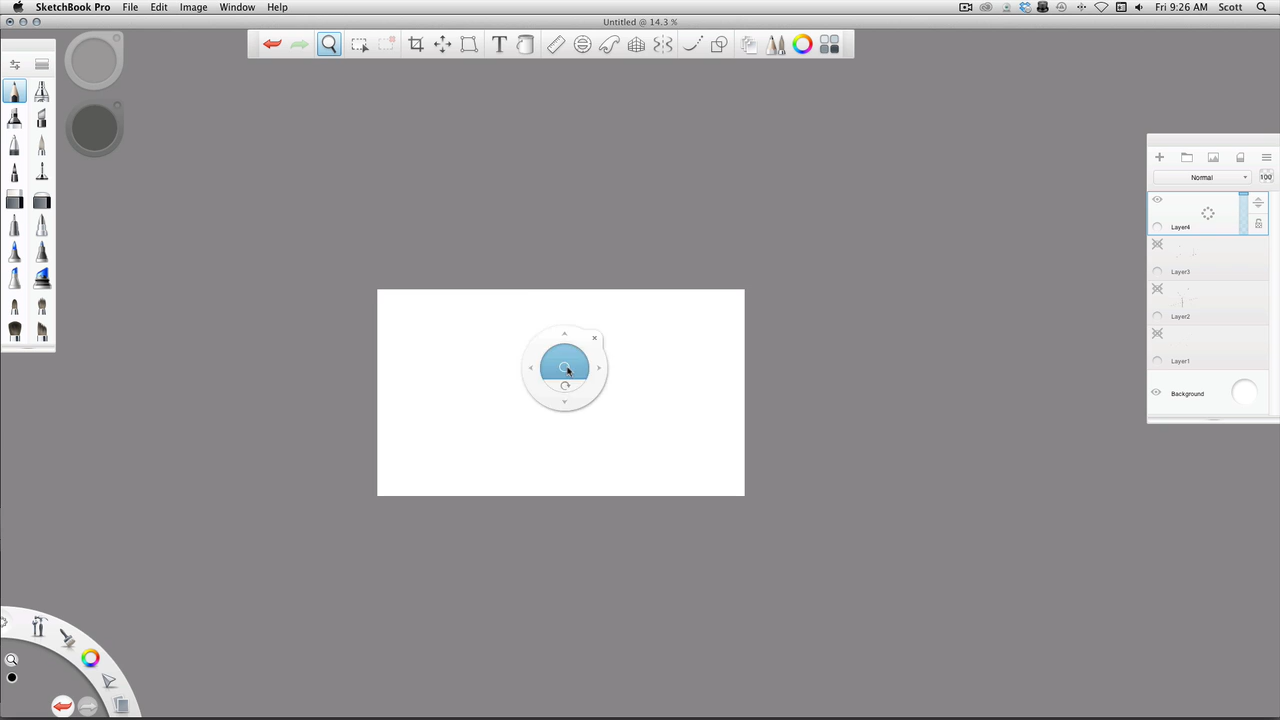 SketchBook Pro File Edit Image Window Help Fri 9:26 AM Scott
Untitled @ 14.3 %
Normal 100
Layer4
Layer3
Layer2
Layer1
Background